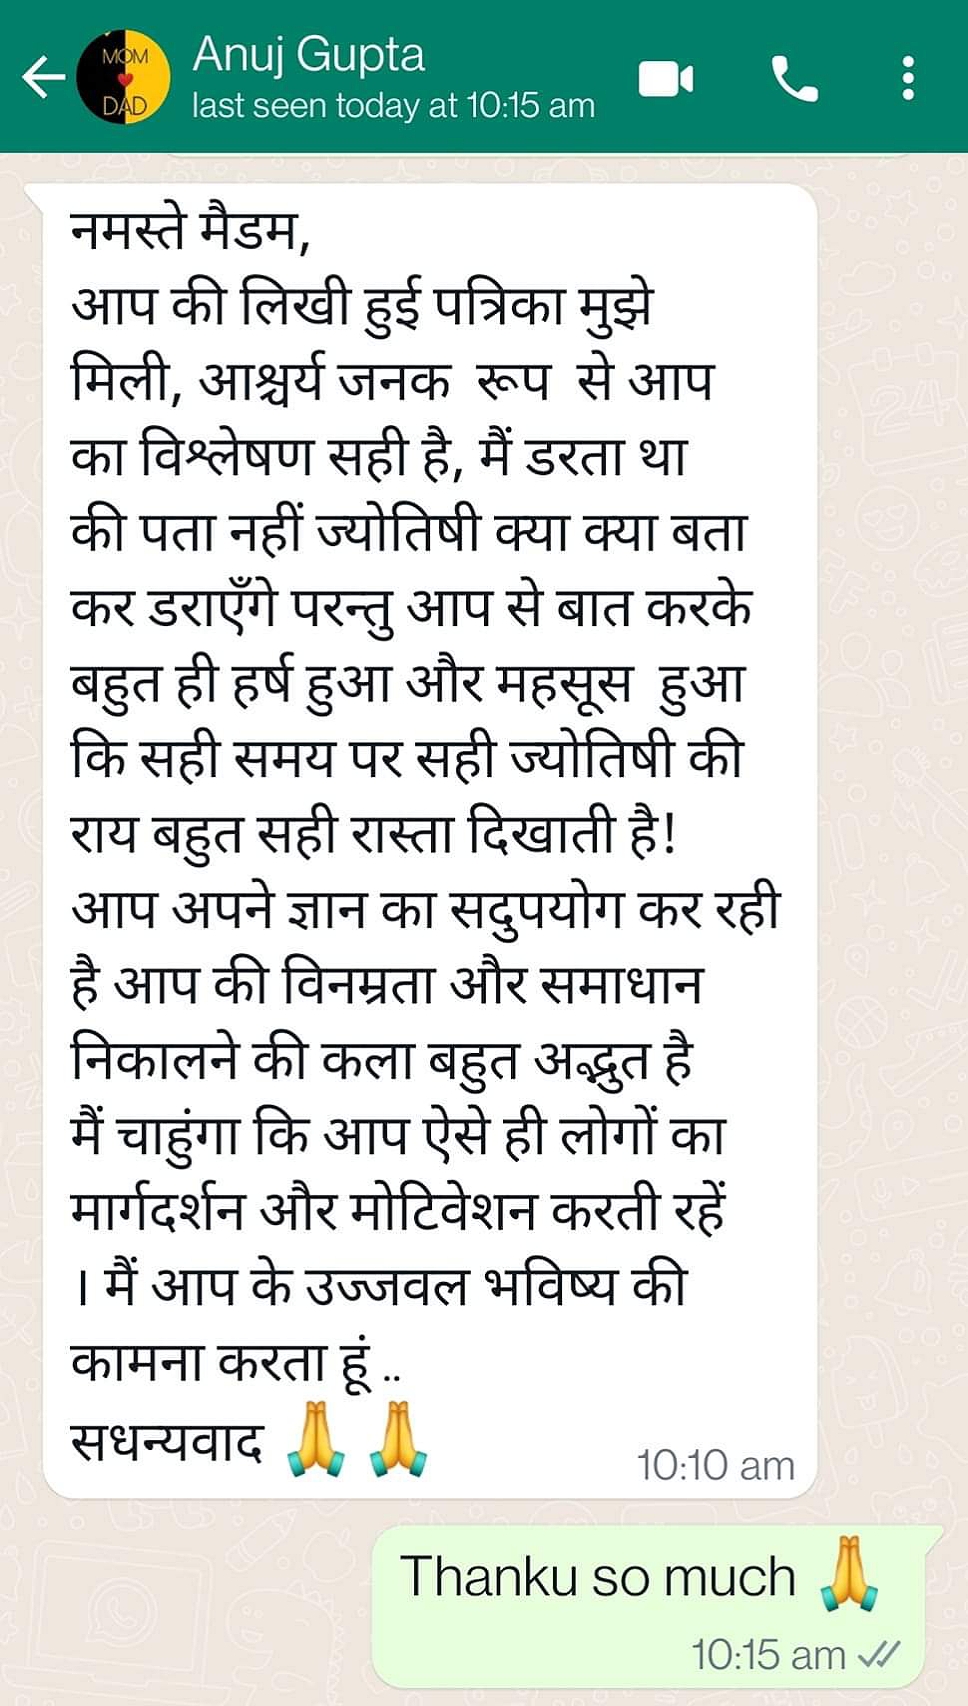 MOM
DAD
Anuj Gupta
last seen today at 10:15 am
नमस्ते मैडम,
आप की लिखी हुई पत्रिका मुझे
मिली, आश्चर्य जनक रूप से आप
का विश्लेषण सही है, मैं डरता था
की पता नहीं ज्योतिषी क्या क्या बता
कर डराएँगे परन्तु आप से बात करके
बहुत ही हर्ष हुआ और महसूस हुआ
कि सही समय पर सही ज्योतिषी की
राय बहुत सही रास्ता दिखाती है!
आप अपने ज्ञान का सदुपयोग कर रही
है आप की विनम्रता और समाधान
निकालने की कला बहुत अद्भुत है
मैं चाहुंगा कि आप ऐसे ही लोगों का
मार्गदर्शन और मोटिवेशन करती रहें
। मैं आप के उज्जवल भविष्य की
कामना करता हूं ..
सधन्यवाद 🙏 🙏
10:10 am
Thanku so much 🙏
10:15 am